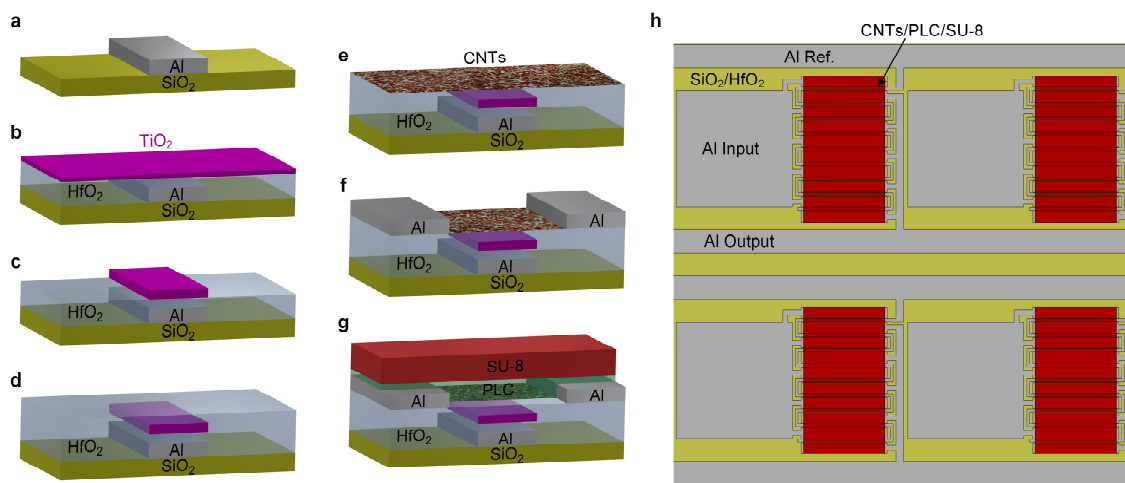 a
Al
SiO₂
b
TiO₂
HfO₂
Al
SiO₂
c
HfO₂
Al
SiO₂
d
HfO₂
Al
SiO₂
e
CNTs
HfO₂
Al
SiO₂
f
Al
Al
HfO₂
Al
SiO₂
g
SU-8
PLC
Al
Al
HfO₂
Al
SiO₂
h
CNTs/PLC/SU-8
Al Ref.
SiO₂/HfO₂
Al Input
Al Output